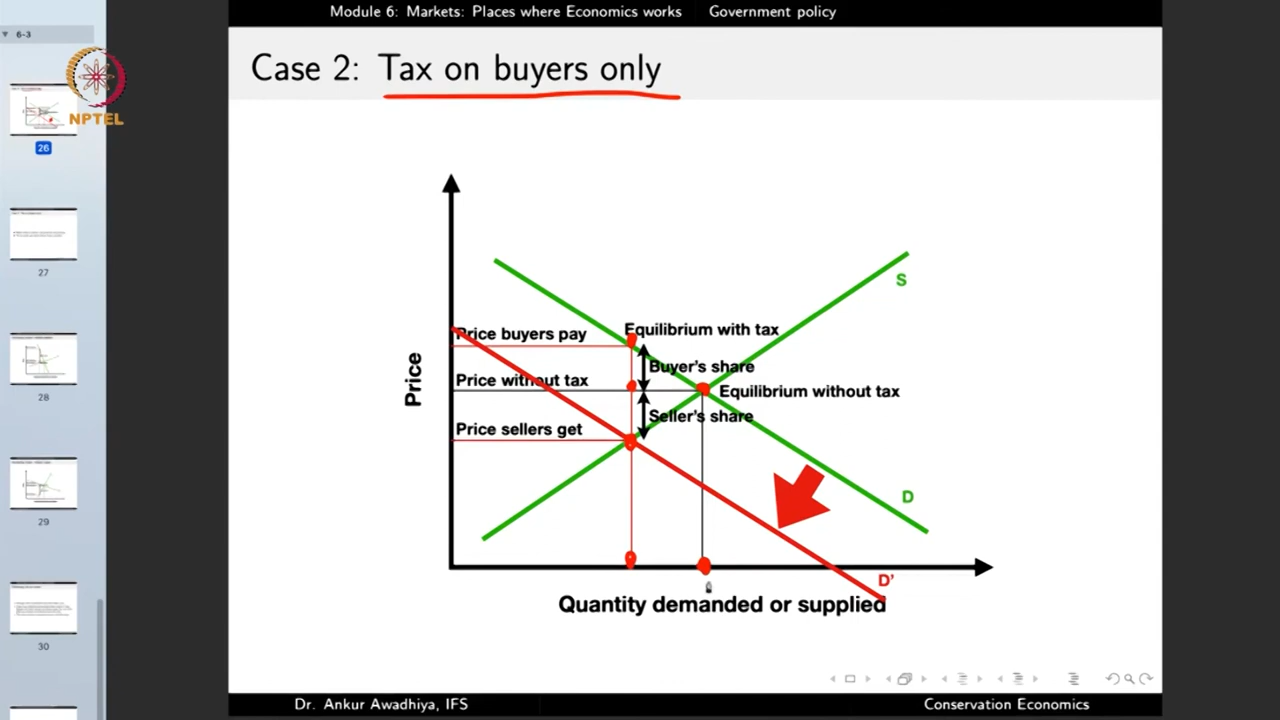 Module 6: Markets: Places where Economics works Government policy
6-3
NPTEL
26
27
28
29
30
Case 2: Tax on buyers only
S
Price buyers pay
Equilibrium with tax
Buyer's share
Price without tax
Equilibrium without tax
Seller's share
Price sellers get
Price
D
D'
Quantity demanded or supplied
Dr. Ankur Awadhiya, IFS Conservation Economics